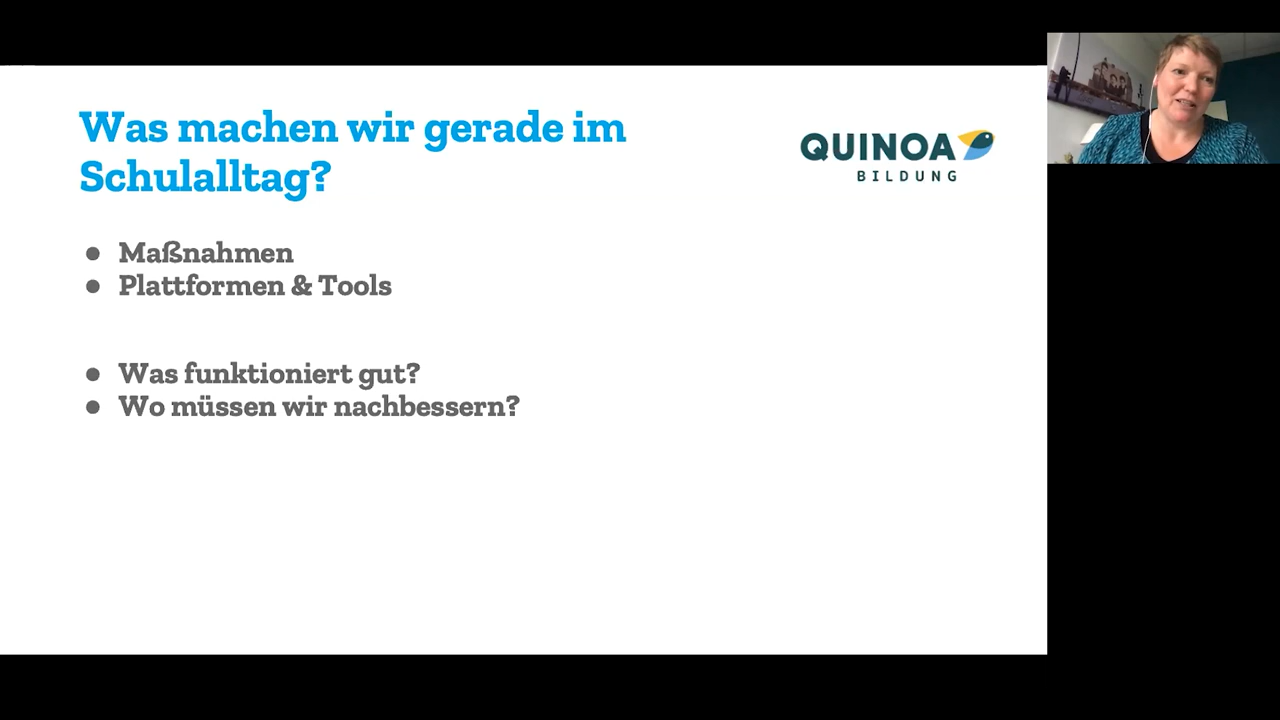 Was machen wir gerade im
Schulalltag?
QUINOA
BILDUNG
● Maßnahmen
● Plattformen & Tools
● Was funktioniert gut?
● Wo müssen wir nachbessern?